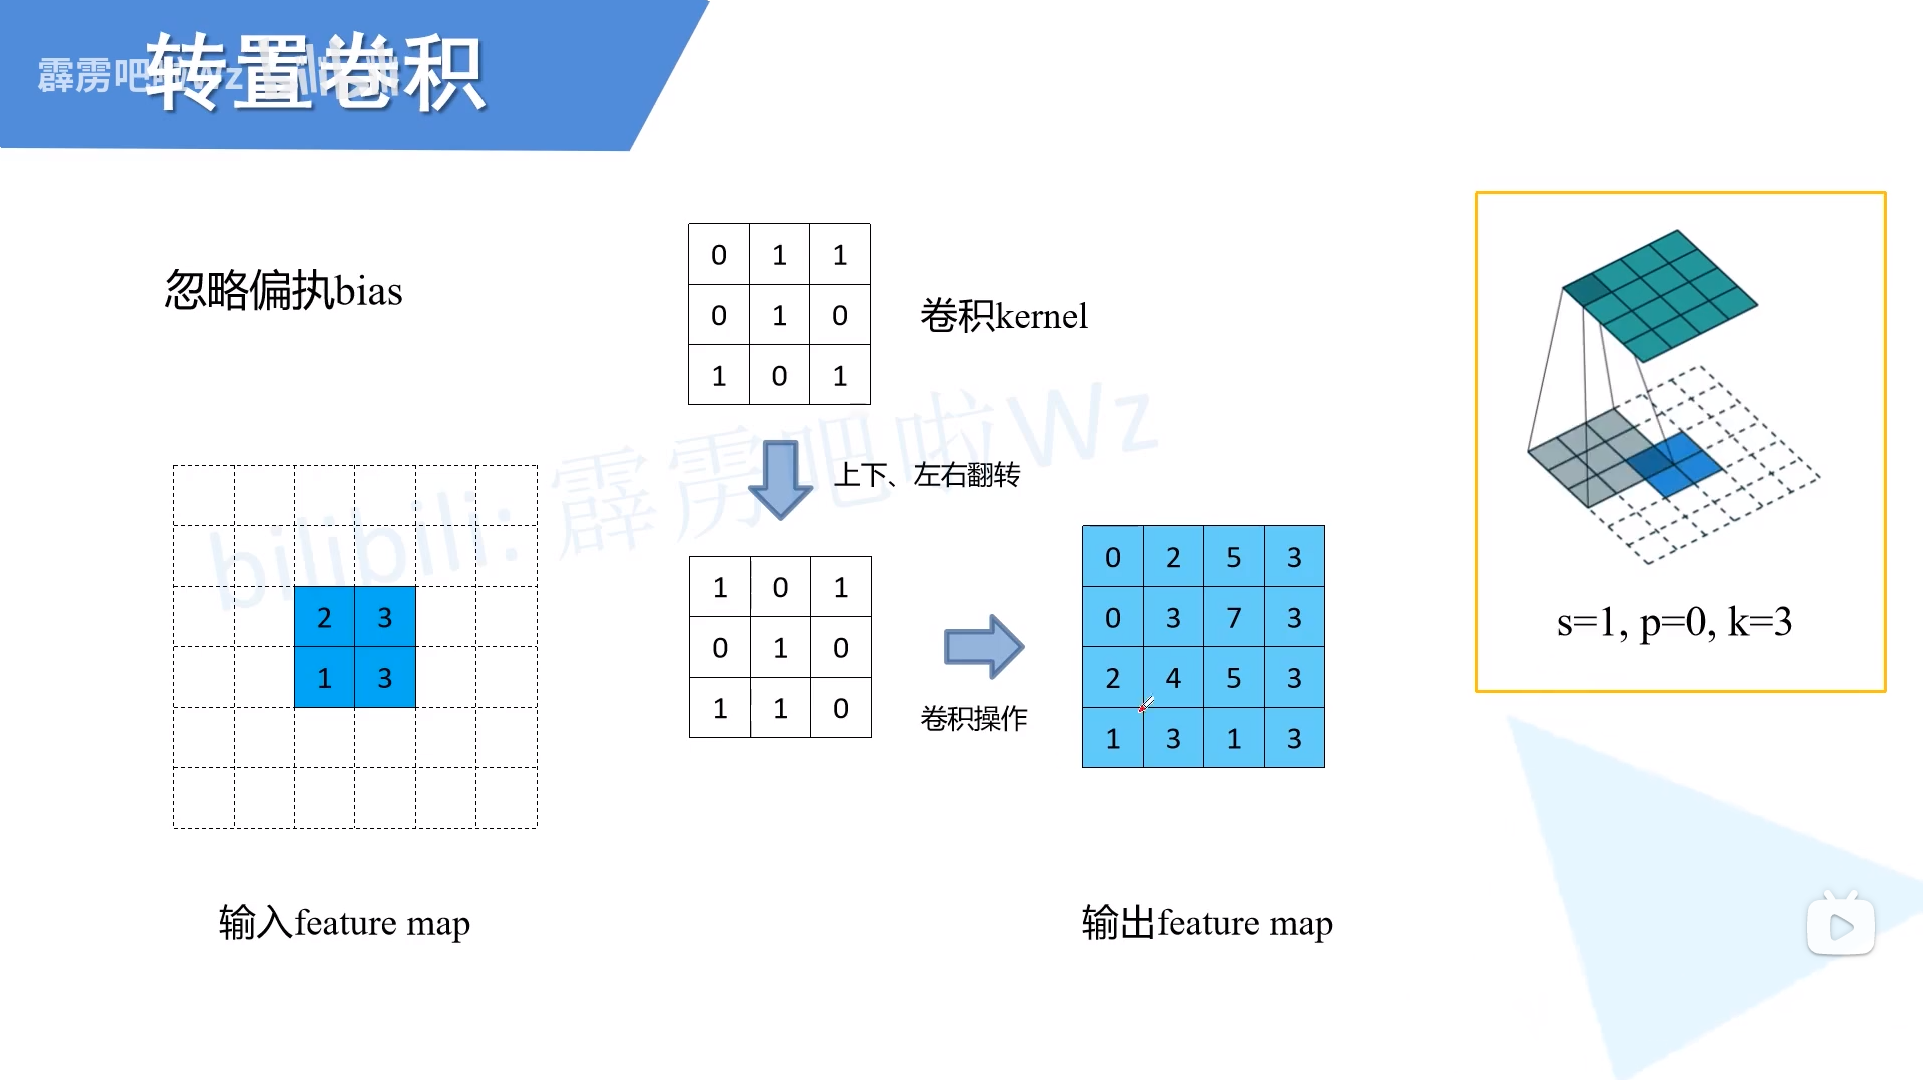 转置卷积
霹雳吧啦Wz
bilibili
忽略偏执bias
0 1 1
0 1 0
1 0 1
卷积kernel
上下、左右翻转
bilibili: 霹雳吧啦Wz
2 3
1 3
1 0 1
0 1 0
1 1 0
卷积操作
0 2 5 3
0 3 7 3
2 4 5 3
1 3 1 3
s=1, p=0, k=3
输入feature map
输出feature map